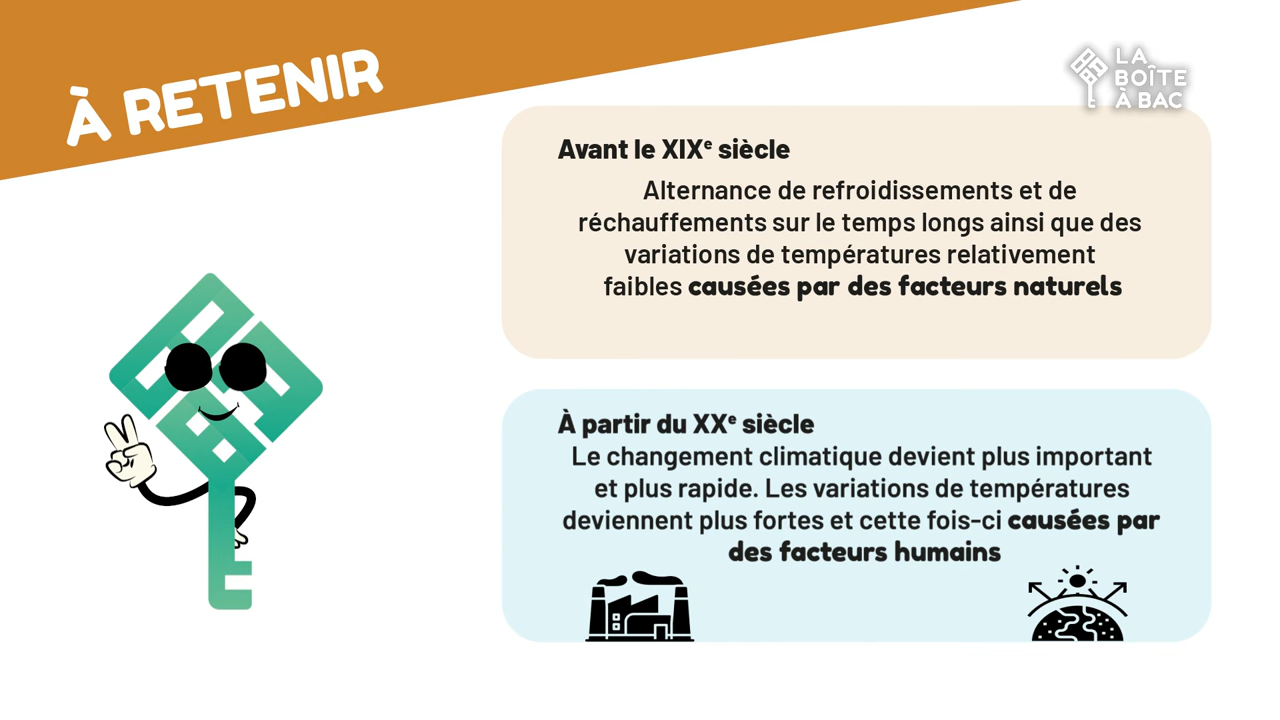 À RETENIR
LA
BOÎTE
À BAC
Avant le XIXᵉ siècle
Alternance de refroidissements et de
réchauffements sur le temps longs ainsi que des
variations de températures relativement
faibles causées par des facteurs naturels
À partir du XXᵉ siècle
Le changement climatique devient plus important
et plus rapide. Les variations de températures
deviennent plus fortes et cette fois-ci causées par
des facteurs humains